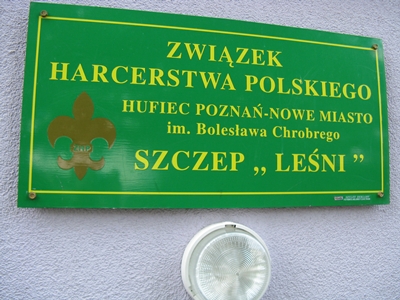 ZWIĄZEK
HARCERSTWA POLSKIEGO
HUFIEC POZNAŃ-NOWE MIASTO
im. Bolesława Chrobrego
SZCZEP ,, LEŚNI ”